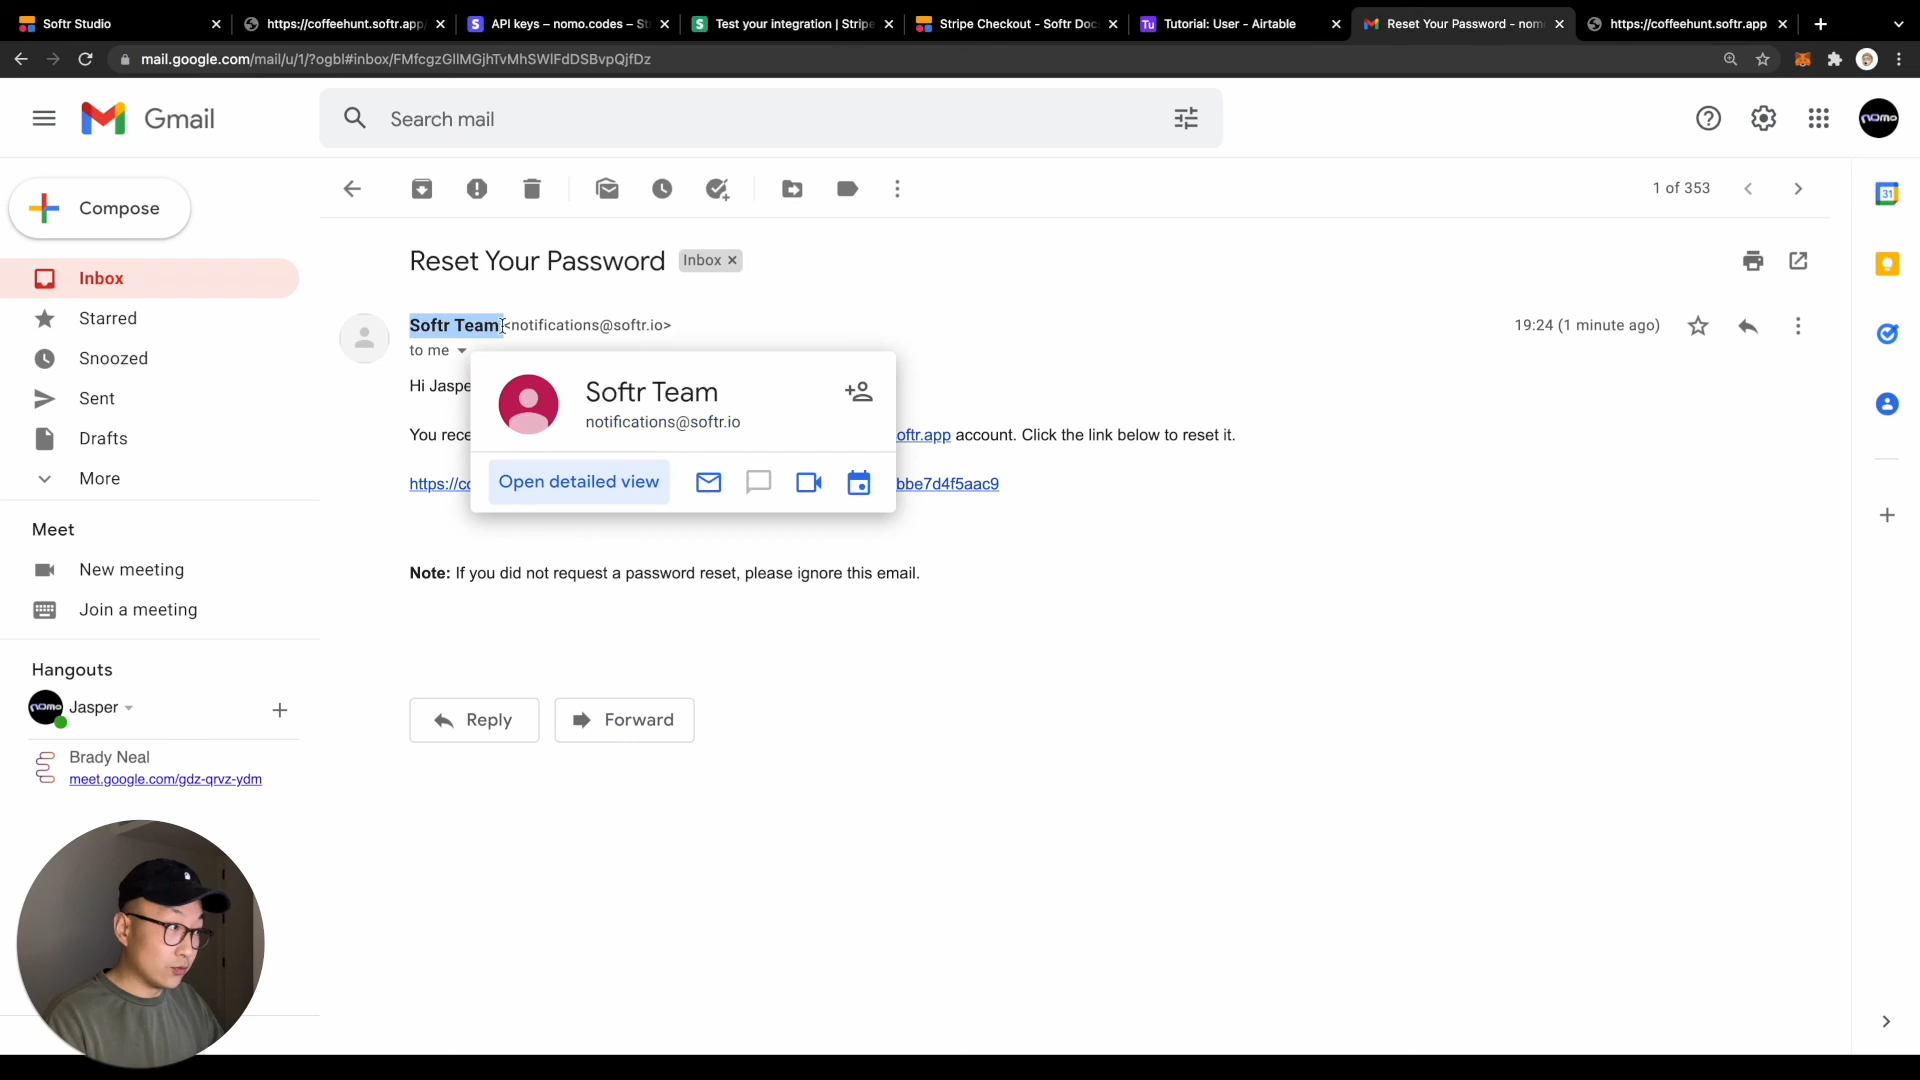 Softr Studio
https://coffeehunt.softr.app/
API keys – nomo.codes – St
Test your integration | Stripe
Stripe Checkout - Softr Doc
Tutorial: User - Airtable
Reset Your Password - nom
https://coffeehunt.softr.app
Tu
mail.google.com/mail/u/1/?ogbl#inbox/FMfcgzGllMGjhTvMhSWlFdDSBvpQjfDz
Gmail
Search mail
nomo
Compose
1 of 353
31
Reset Your Password
Inbox
Inbox
Starred
Snoozed
Sent
Drafts
More
Softr Team <notifications@softr.io>
19:24 (1 minute ago)
to me
Hi Jaspe
Softr Team
notifications@softr.io
You rece
oftr.app account. Click the link below to reset it.
Open detailed view
https://co
bbe7d4f5aac9
Note: If you did not request a password reset, please ignore this email.
Reply
Forward
Meet
New meeting
Join a meeting
Hangouts
nomo
Jasper
Brady Neal
meet.google.com/gdz-qrvz-ydm